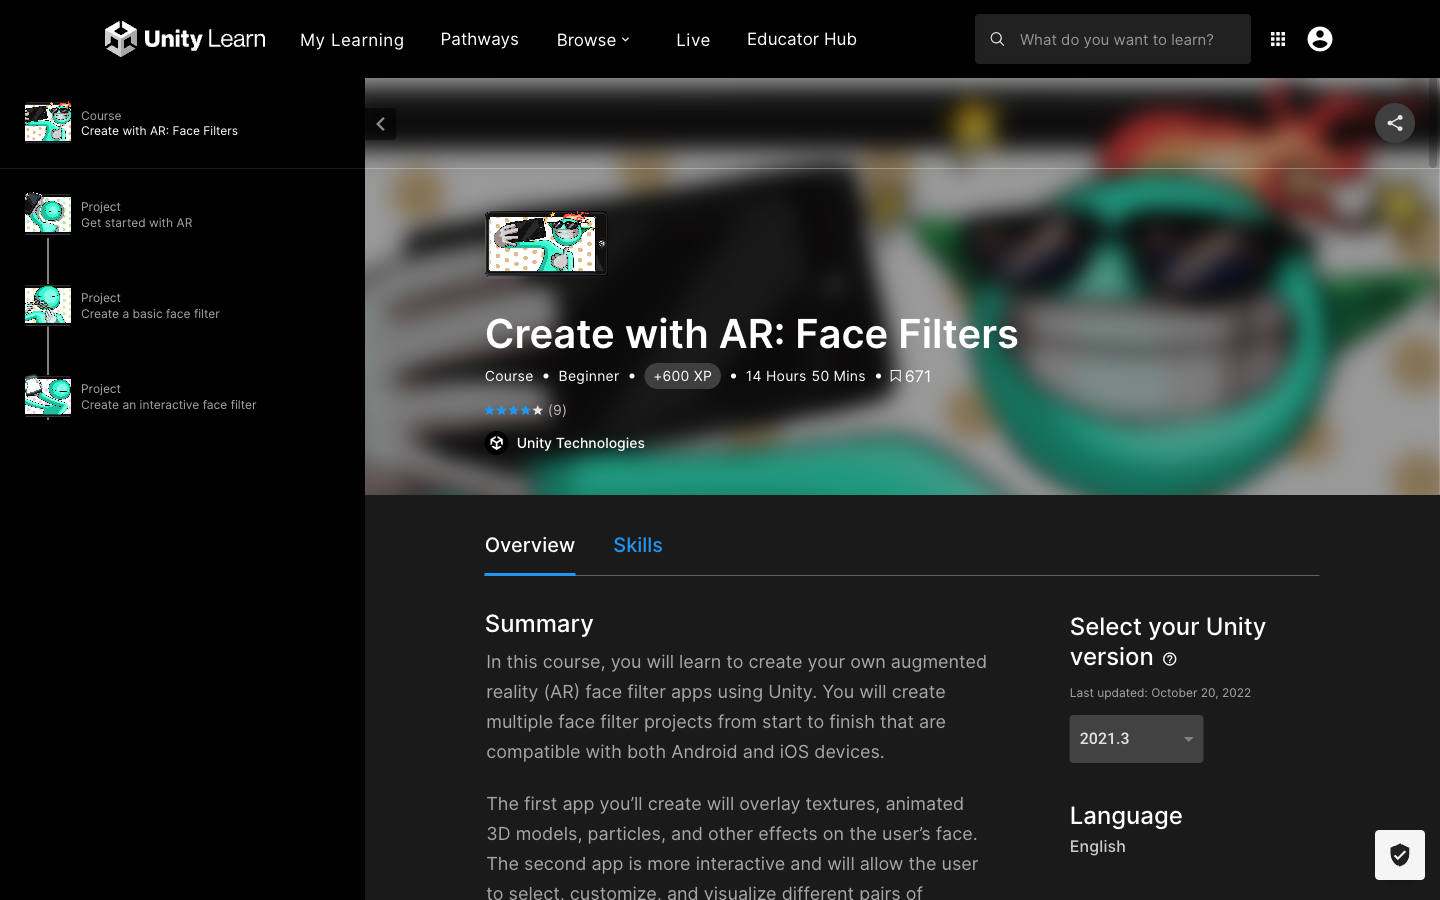 Unity Learn
My Learning
Pathways
Browse
Live
Educator Hub
What do you want to learn?
Course
Create with AR: Face Filters
Project
Get started with AR
Project
Create a basic face filter
Project
Create an interactive face filter
Create with AR: Face Filters
Course • Beginner • +600 XP • 14 Hours 50 Mins • 671
(9)
Unity Technologies
Overview
Skills
Summary
In this course, you will learn to create your own augmented
reality (AR) face filter apps using Unity. You will create
multiple face filter projects from start to finish that are
compatible with both Android and iOS devices.
The first app you’ll create will overlay textures, animated
3D models, particles, and other effects on the user’s face.
The second app is more interactive and will allow the user
to select, customize, and visualize different pairs of
Select your Unity
version
Last updated: October 20, 2022
2021.3
Language
English